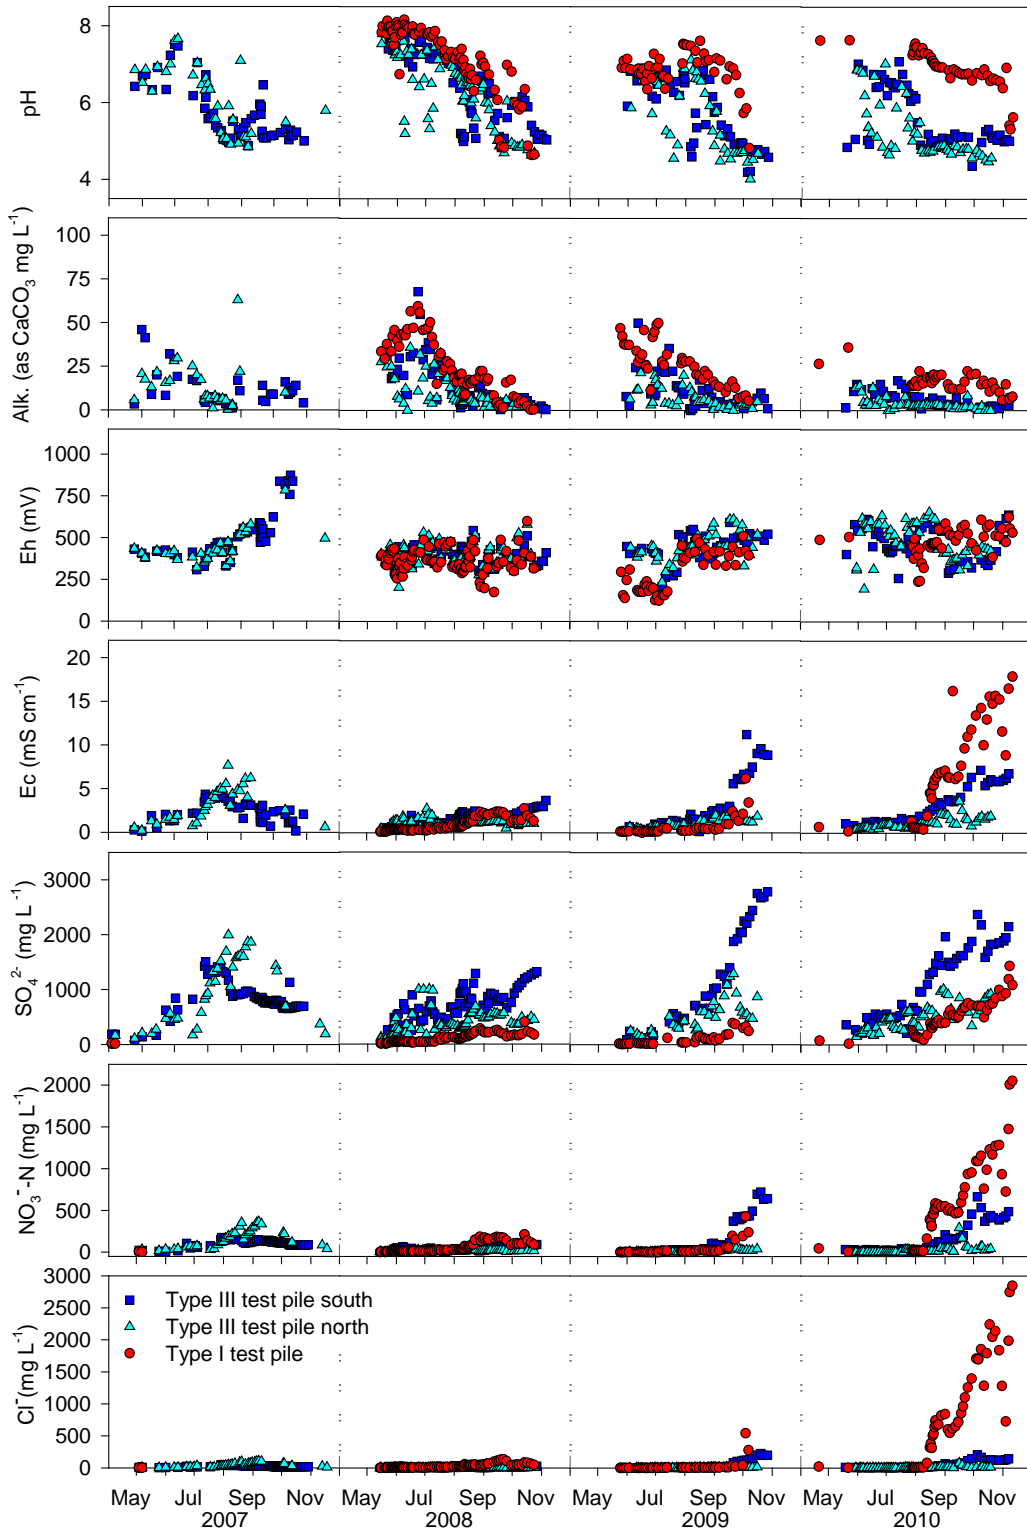 8
6
4
pH
100
75
50
25
0
Alk. (as CaCO₃ mg L⁻¹)
1000
750
500
250
0
Eh (mV)
20
15
10
5
0
Ec (mS cm⁻¹)
3000
2000
1000
0
SO₄²⁻ (mg L⁻¹)
2000
1500
1000
500
0
NO₃⁻-N (mg L⁻¹)
3000
2500
2000
1500
1000
500
0
Cl⁻(mg L⁻¹)
Type III test pile south
Type III test pile north
Type I test pile
May Jul Sep Nov Jul Sep Nov Jul Sep Nov May Jul Sep Nov
2007 2008 2009 2010